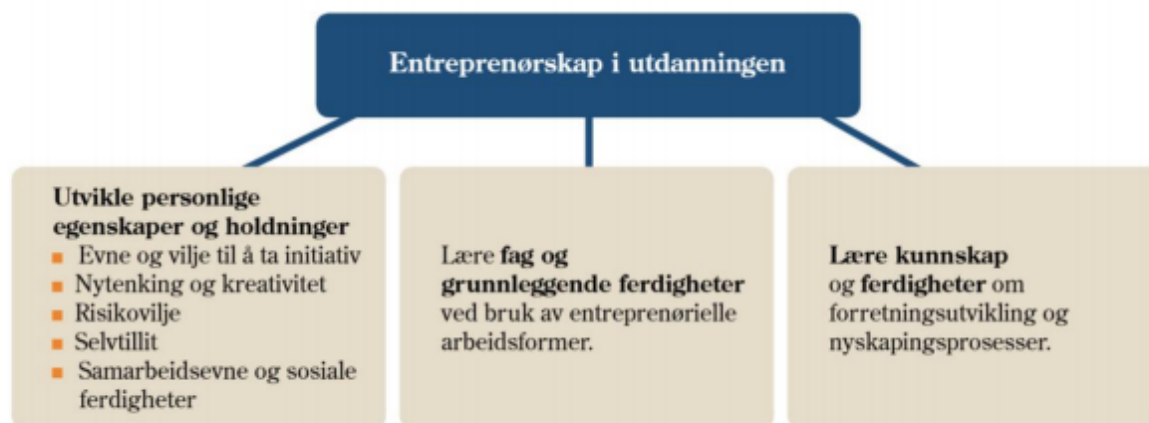 Entreprenørskap i utdanningen
Utvikle personlige
egenskaper og holdninger
▪ Evne og vilje til å ta initiativ
▪ Nytenking og kreativitet
▪ Risikovilje
▪ Selvtillit
▪ Samarbeidsevne og sosiale
ferdigheter
Lære fag og
grunnleggende ferdigheter
ved bruk av entreprenørielle
arbeidsformer.
Lære kunnskap
og ferdigheter om
forretningsutvikling og
nyskapingsprosesser.